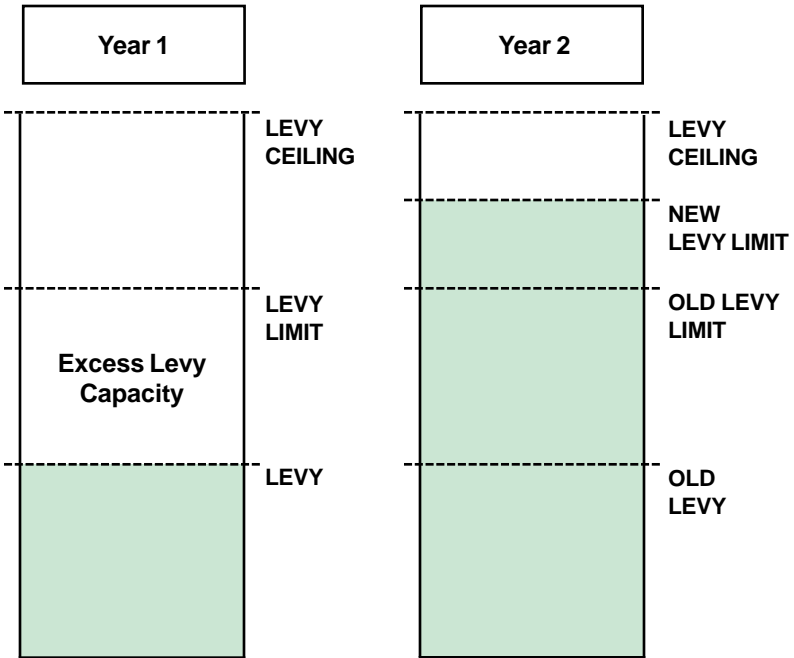 Year 1
LEVY
CEILING
LEVY
LIMIT
Excess Levy
Capacity
LEVY
Year 2
LEVY
CEILING
NEW
LEVY LIMIT
OLD LEVY
LIMIT
OLD
LEVY